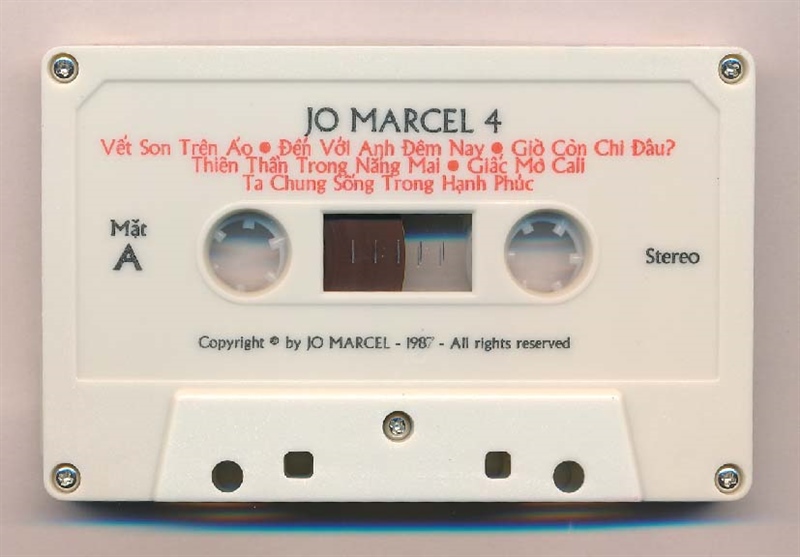 JO MARCEL 4
Vết Son Trên Áo • Đến Với Anh Đêm Nay • Giờ Còn Chi Đâu?
Thiên Thần Trong Nắng Mai • Giấc Mơ Cali
Ta Chung Sống Trong Hạnh Phúc
Mặt
A
Stereo
Copyright © by JO MARCEL - 1987 - All rights reserved